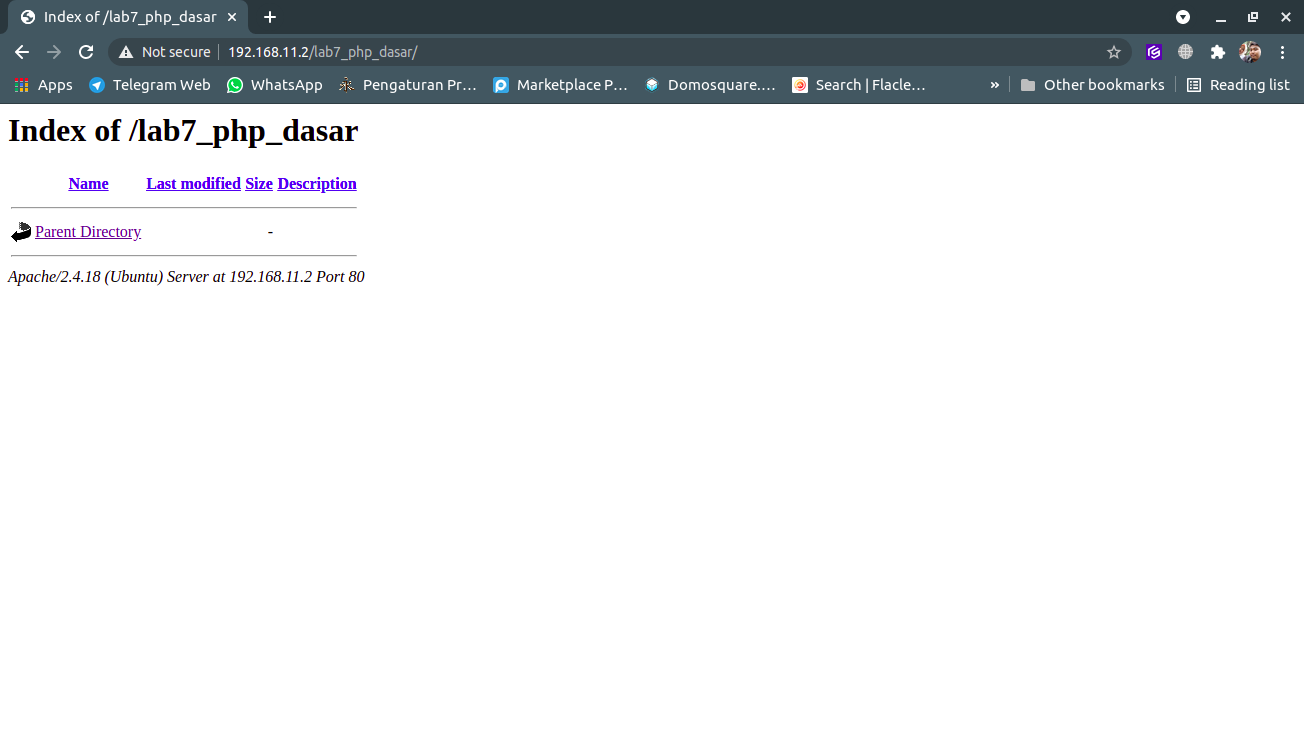 Index of /lab7_php_dasar
Not secure 192.168.11.2/lab7_php_dasar/
Apps Telegram Web WhatsApp Pengaturan Pr… Marketplace P… Domosquare.… Search | Flacle… » Other bookmarks Reading list
Index of /lab7_php_dasar
Name Last modified Size Description
Parent Directory -
Apache/2.4.18 (Ubuntu) Server at 192.168.11.2 Port 80